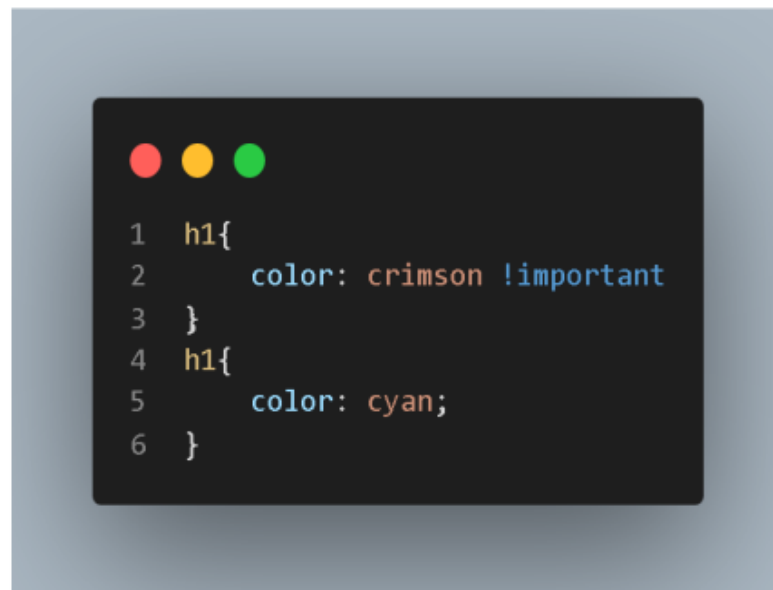 1 h1{
2 color: crimson !important
3 }
4 h1{
5 color: cyan;
6 }